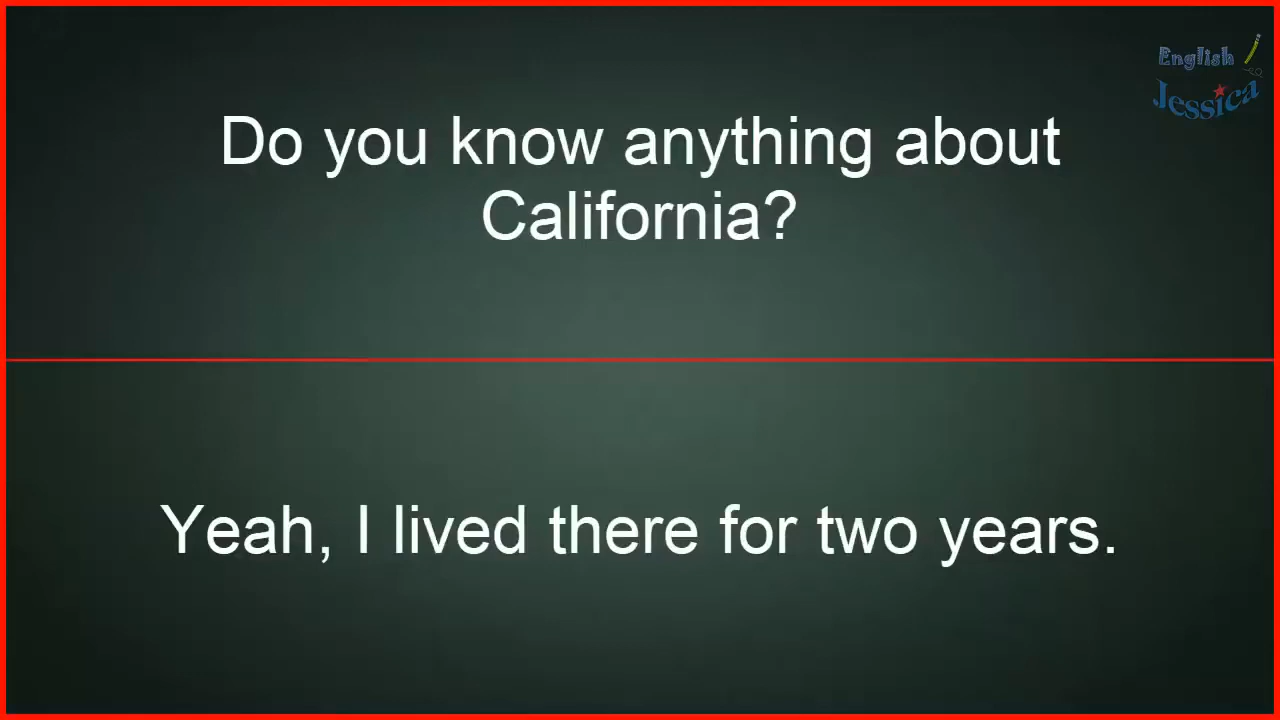 English
Jessica
Do you know anything about
California?
Yeah, I lived there for two years.